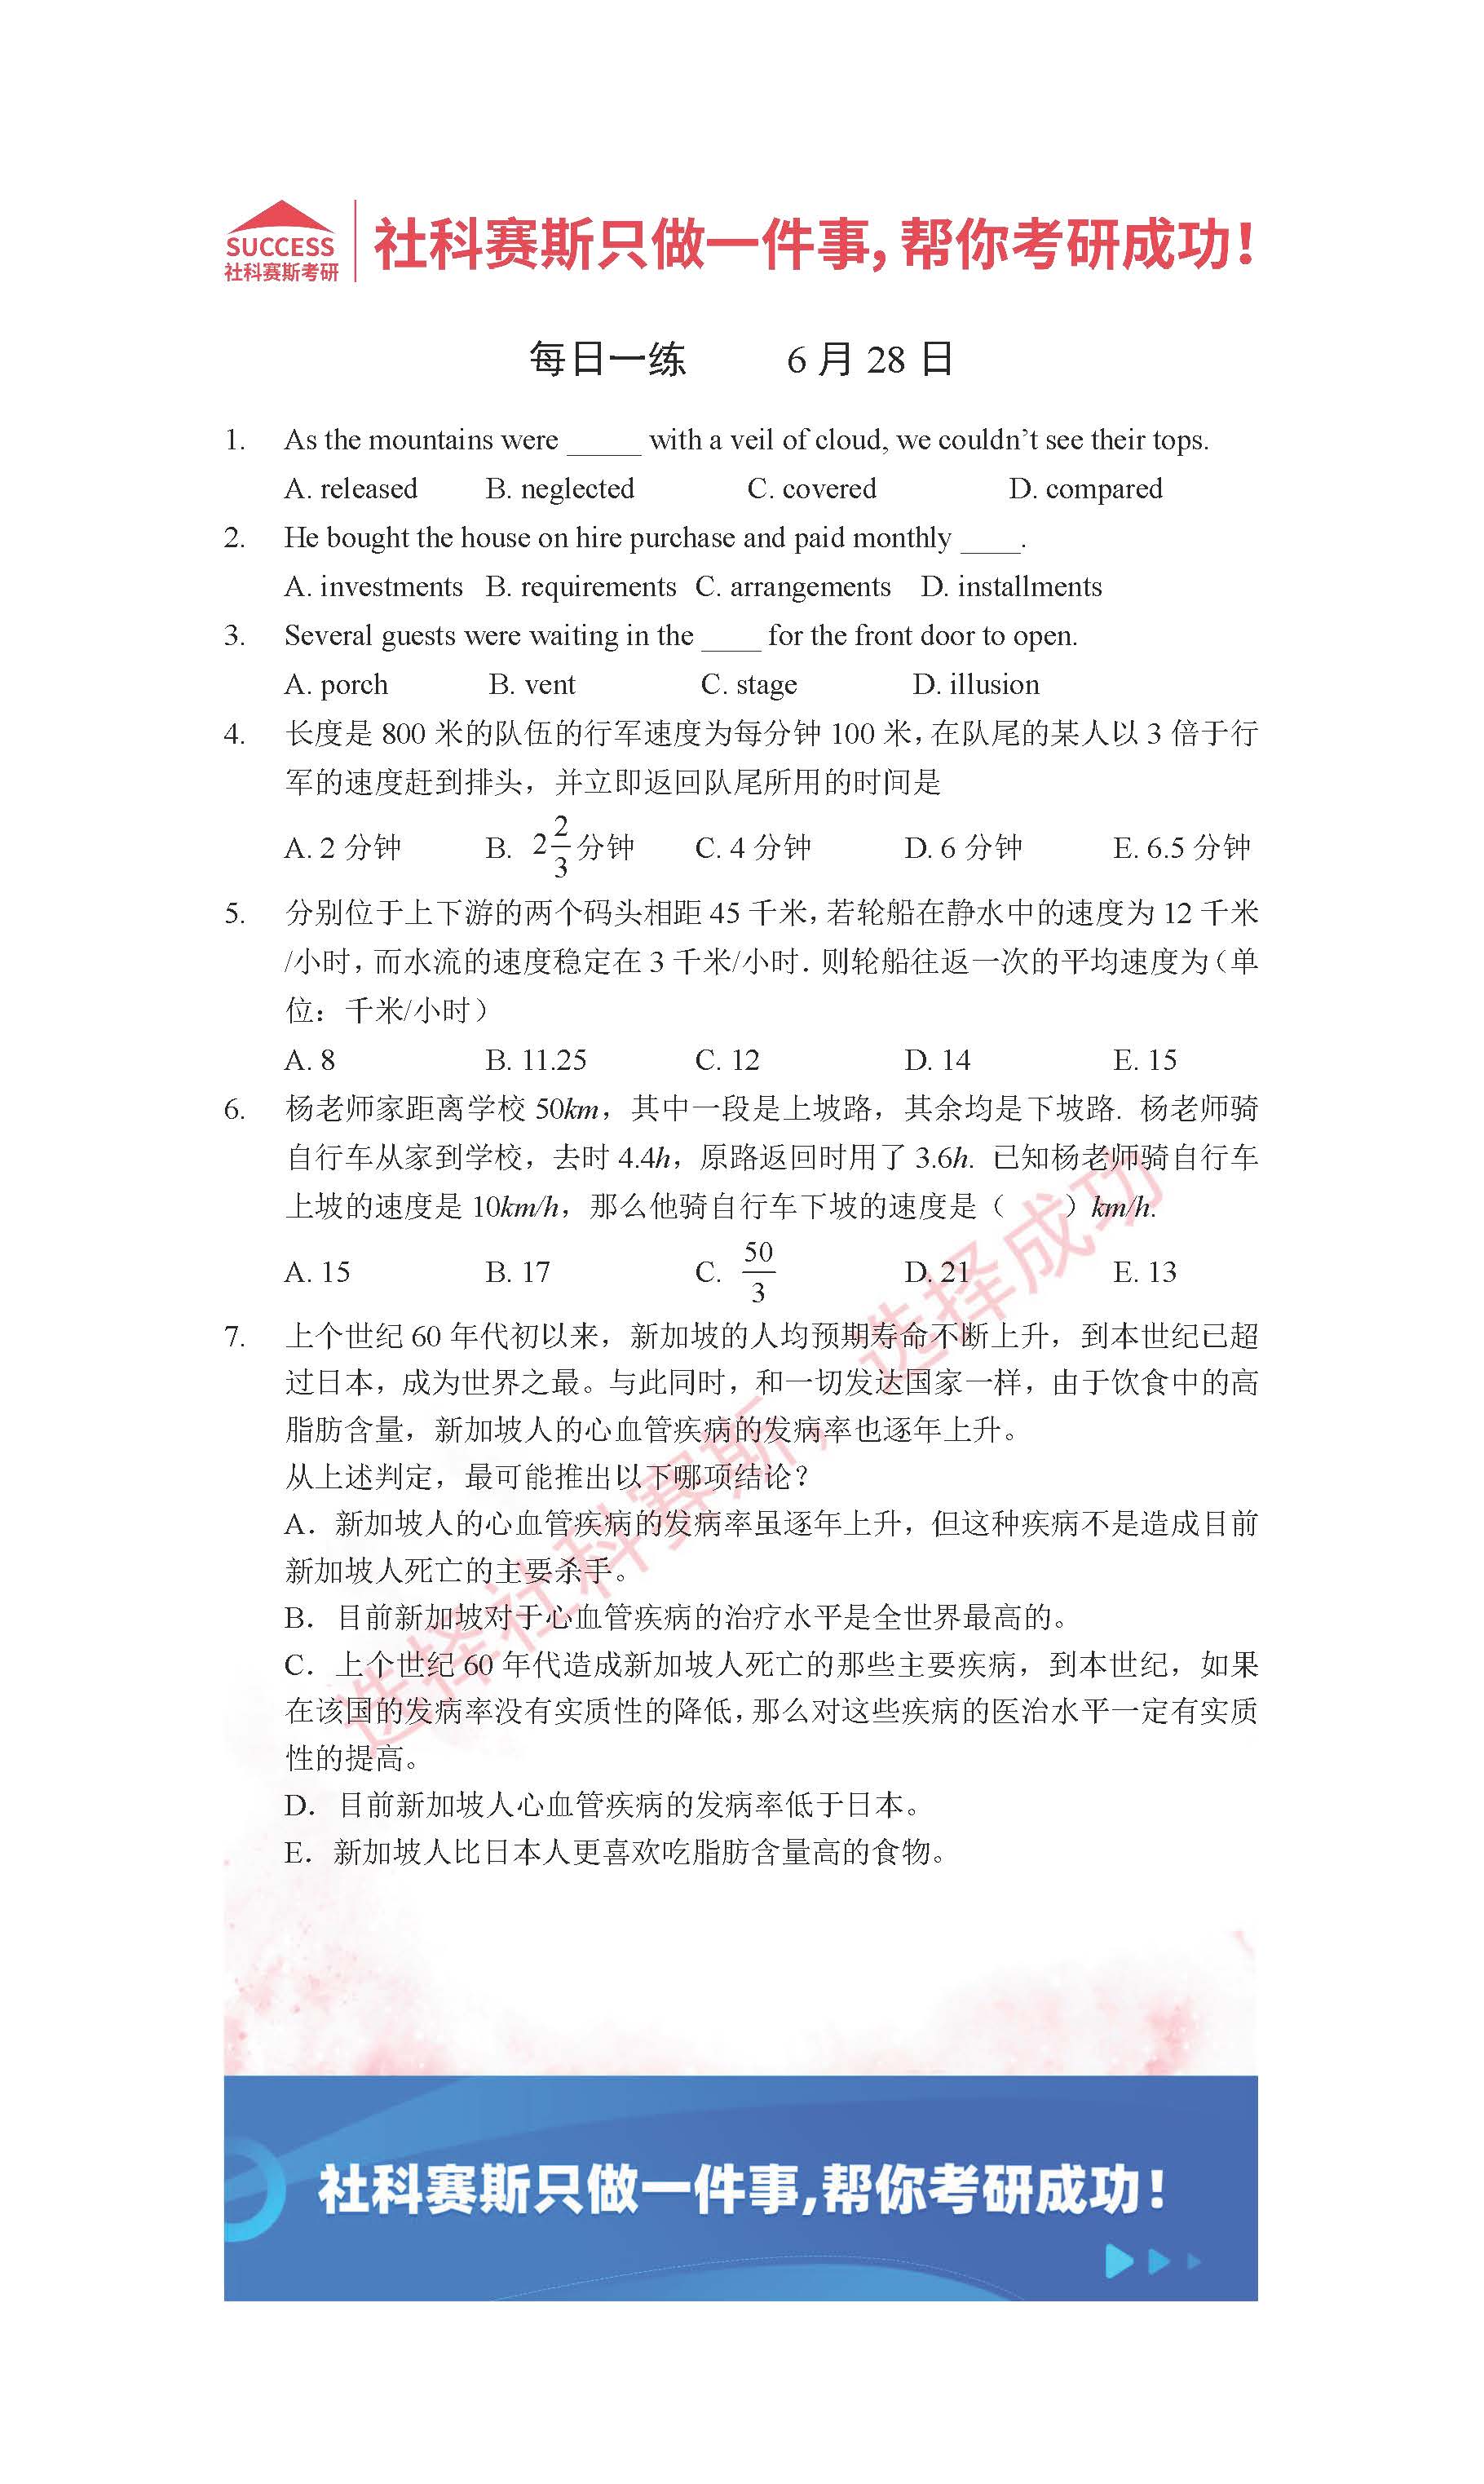 SUCCESS
社科赛斯考研
社科赛斯只做一件事,帮你考研成功！
每日一练 6 月 28 日
1. As the mountains were _____ with a veil of cloud, we couldn’t see their tops.
A. released B. neglected C. covered D. compared
2. He bought the house on hire purchase and paid monthly ____.
A. investments B. requirements C. arrangements D. installments
3. Several guests were waiting in the ____ for the front door to open.
A. porch B. vent C. stage D. illusion
4. 长度是 800 米的队伍的行军速度为每分钟 100 米，在队尾的某人以 3 倍于行
军的速度赶到排头，并立即返回队尾所用的时间是
A. 2 分钟 B. 2 2/3 分钟 C. 4 分钟 D. 6 分钟 E. 6.5 分钟
5. 分别位于上下游的两个码头相距 45 千米，若轮船在静水中的速度为 12 千米
/小时，而水流的速度稳定在 3 千米/小时．则轮船往返一次的平均速度为（单
位：千米/小时）
A. 8 B. 11.25 C. 12 D. 14 E. 15
6. 杨老师家距离学校 50km，其中一段是上坡路，其余均是下坡路. 杨老师骑
自行车从家到学校，去时 4.4h，原路返回时用了 3.6h. 已知杨老师骑自行车
上坡的速度是 10km/h，那么他骑自行车下坡的速度是（ ）km/h.
A. 15 B. 17 C. 50/3 D. 21 E. 13
7. 上个世纪 60 年代初以来，新加坡的人均预期寿命不断上升，到本世纪已超
过日本，成为世界之最。与此同时，和一切发达国家一样，由于饮食中的高
脂肪含量，新加坡人的心血管疾病的发病率也逐年上升。
从上述判定，最可能推出以下哪项结论？
A．新加坡人的心血管疾病的发病率虽逐年上升，但这种疾病不是造成目前
新加坡人死亡的主要杀手。
B．目前新加坡对于心血管疾病的治疗水平是全世界最高的。
C．上个世纪 60 年代造成新加坡人死亡的那些主要疾病，到本世纪，如果
在该国的发病率没有实质性的降低，那么对这些疾病的医治水平一定有实质
性的提高。
D．目前新加坡人心血管疾病的发病率低于日本。
E．新加坡人比日本人更喜欢吃脂肪含量高的食物。
选择社科赛斯，选择成功
社科赛斯只做一件事,帮你考研成功！